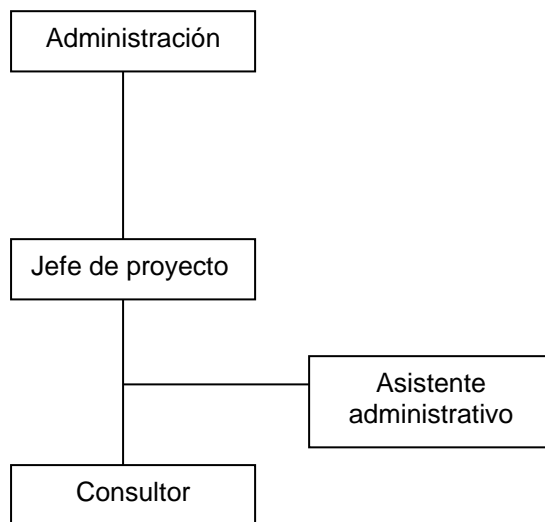 Administración
Jefe de proyecto
Asistente
administrativo
Consultor